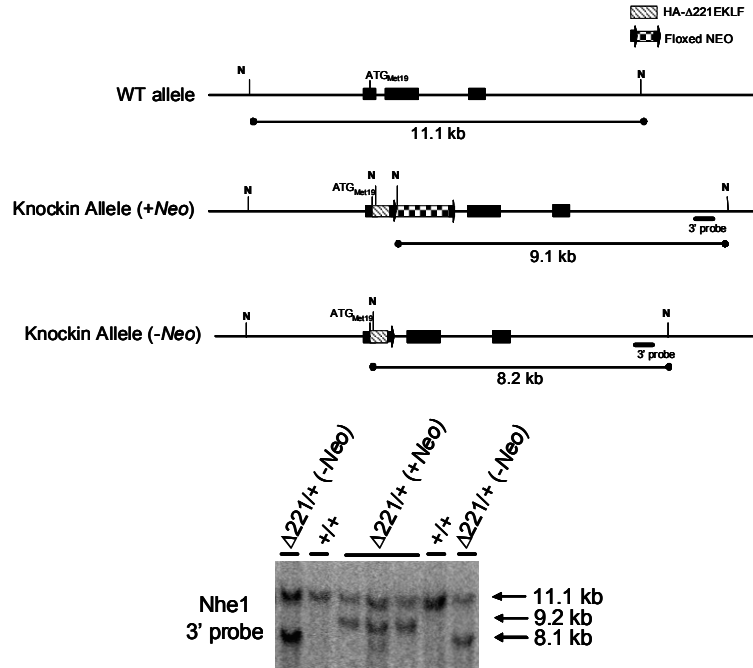 HA-Δ221EKLF
Floxed NEO
N
ATG Met19
N
WT allele
11.1 kb
N
ATG Met19
N
N
N
Knockin Allele (+Neo)
3' probe
9.1 kb
N
ATG Met19
N
N
Knockin Allele (-Neo)
3' probe
8.2 kb
Δ221/+ (-Neo)
+/+
Δ221/+ (+Neo)
+/+
Δ221/+ (-Neo)
Nhe1
3' probe
11.1 kb
9.2 kb
8.1 kb